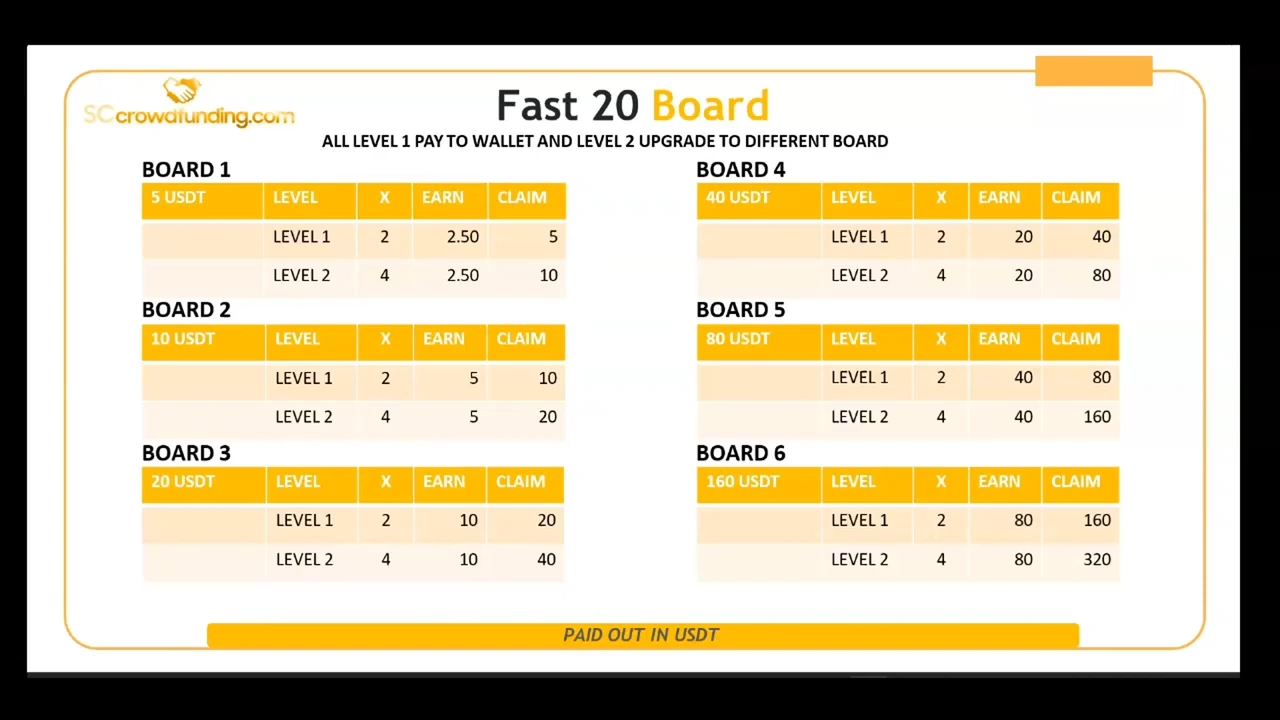 SCcrowdfunding.com
Fast 20 Board
ALL LEVEL 1 PAY TO WALLET AND LEVEL 2 UPGRADE TO DIFFERENT BOARD
BOARD 1
5 USDT LEVEL X EARN CLAIM
LEVEL 1 2 2.50 5
LEVEL 2 4 2.50 10
BOARD 2
10 USDT LEVEL X EARN CLAIM
LEVEL 1 2 5 10
LEVEL 2 4 5 20
BOARD 3
20 USDT LEVEL X EARN CLAIM
LEVEL 1 2 10 20
LEVEL 2 4 10 40
BOARD 4
40 USDT LEVEL X EARN CLAIM
LEVEL 1 2 20 40
LEVEL 2 4 20 80
BOARD 5
80 USDT LEVEL X EARN CLAIM
LEVEL 1 2 40 80
LEVEL 2 4 40 160
BOARD 6
160 USDT LEVEL X EARN CLAIM
LEVEL 1 2 80 160
LEVEL 2 4 80 320
PAID OUT IN USDT